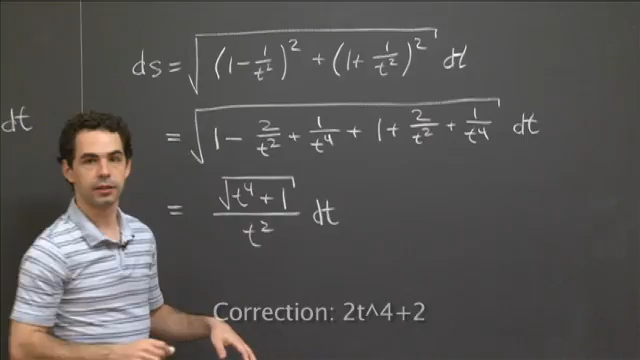 ds = √((1 - 1/t²)² + (1 + 1/t²)²) dt
dt
= √(1 - 2/t² + 1/t⁴ + 1 + 2/t² + 1/t⁴) dt
= √(t⁴ + 1)/t² dt
Correction: 2t^4+2